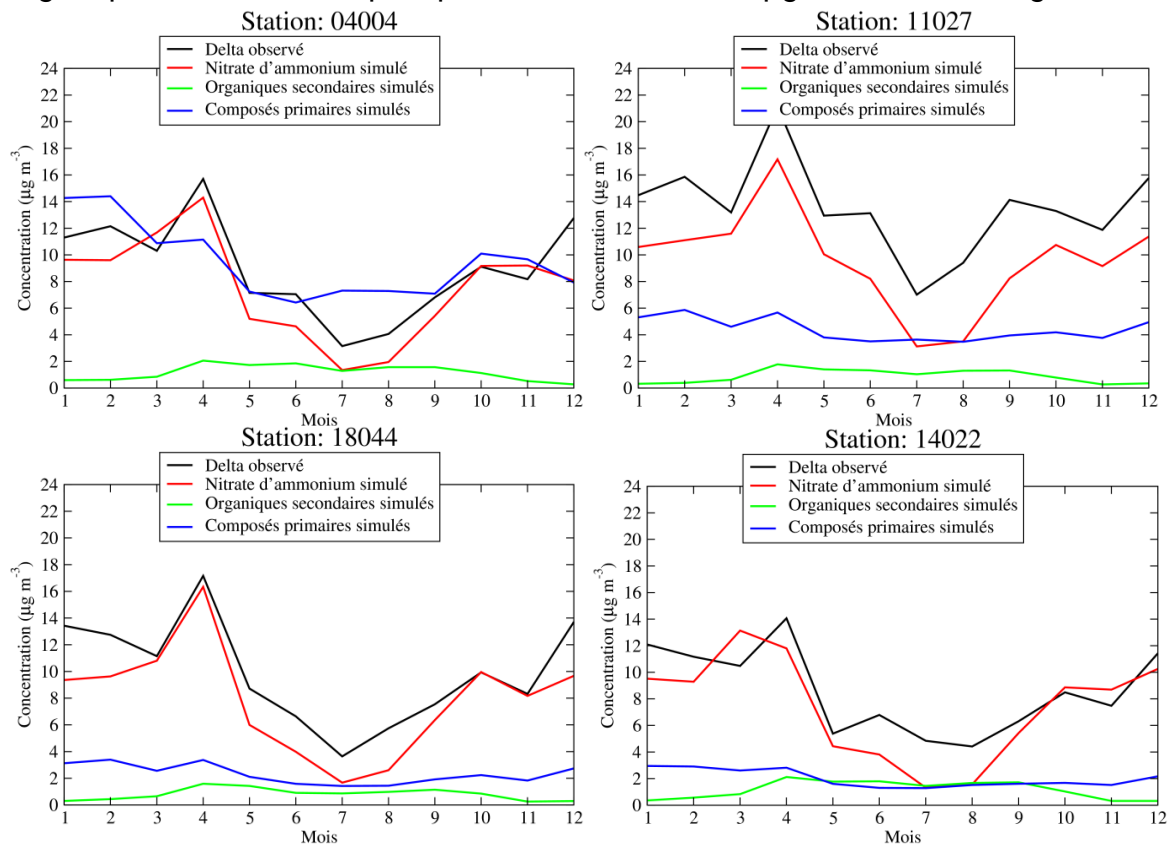 Station: 04004
Delta observé
Nitrate d'ammonium simulé
Organiques secondaires simulés
Composés primaires simulés
24
22
20
18
16
14
12
10
8
6
4
2
0
Concentration (µg m⁻³)
1 2 3 4 5 6 7 8 9 10 11 12
Mois
Station: 11027
Delta observé
Nitrate d'ammonium simulé
Organiques secondaires simulés
Composés primaires simulés
24
22
20
18
16
14
12
10
8
6
4
2
0
Concentration (µg m⁻³)
1 2 3 4 5 6 7 8 9 10 11 12
Mois
Station: 18044
Delta observé
Nitrate d'ammonium simulé
Organiques secondaires simulés
Composés primaires simulés
24
22
20
18
16
14
12
10
8
6
4
2
0
Concentration (µg m⁻³)
1 2 3 4 5 6 7 8 9 10 11 12
Mois
Station: 14022
Delta observé
Nitrate d'ammonium simulé
Organiques secondaires simulés
Composés primaires simulés
24
22
20
18
16
14
12
10
8
6
4
2
0
Concentration (µg m⁻³)
1 2 3 4 5 6 7 8 9 10 11 12
Mois